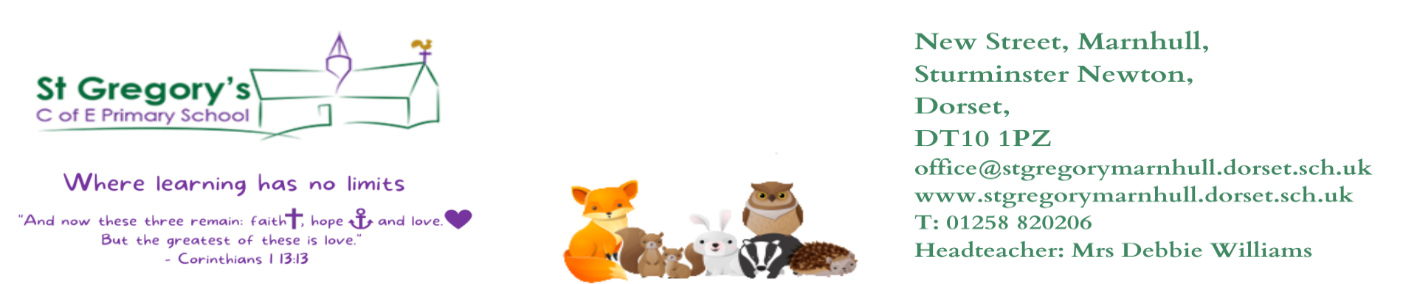 St Gregory's
C of E Primary School
Where learning has no limits
"And now these three remain: faith, hope and love.
But the greatest of these is love."
- Corinthians 1 13:13
New Street, Marnhull,
Sturminster Newton,
Dorset,
DT10 1PZ
office@stgregorymarnhull.dorset.sch.uk
www.stgregorymarnhull.dorset.sch.uk
T: 01258 820206
Headteacher: Mrs Debbie Williams